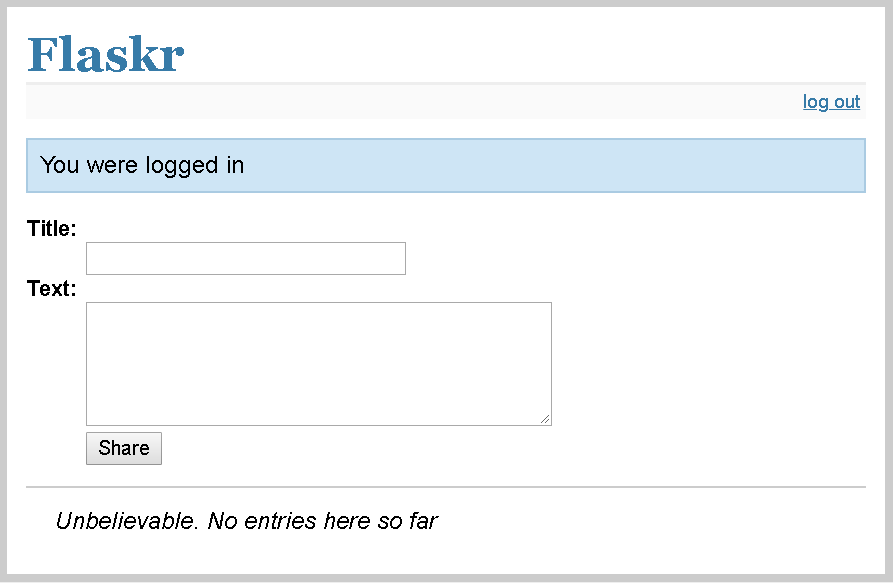 Flaskr
log out
You were logged in
Title:
Text:
Share
Unbelievable. No entries here so far